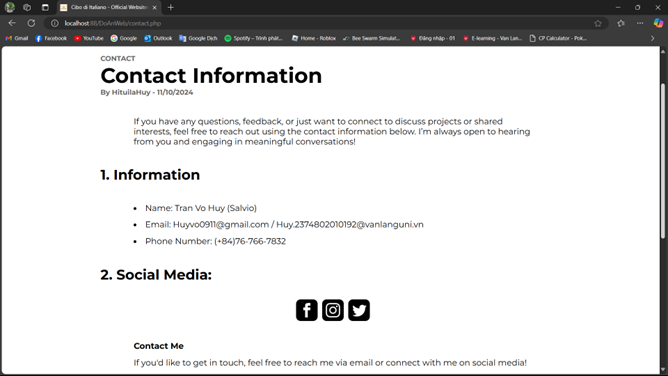 Cibo di Italiano - Official Website
localhost:88/DoAnWeb/contact.php
Gmail
Facebook
YouTube
Google
Outlook
Google Dịch
Spotify – Trình phát...
Home - Roblox
Bee Swarm Simulat...
Đăng nhập - 01
E-learning - Van Lan...
CP Calculator - Pok...
CONTACT
Contact Information
By HituilaHuy - 11/10/2024
If you have any questions, feedback, or just want to connect to discuss projects or shared
interests, feel free to reach out using the contact information below. I'm always open to hearing
from you and engaging in meaningful conversations!
1. Information
Name: Tran Vo Huy (Salvio)
Email: Huyvo0911@gmail.com / Huy.2374802010192@vanlanguni.vn
Phone Number: (+84)76-766-7832
2. Social Media:
Contact Me
If you'd like to get in touch, feel free to reach me via email or connect with me on social media!